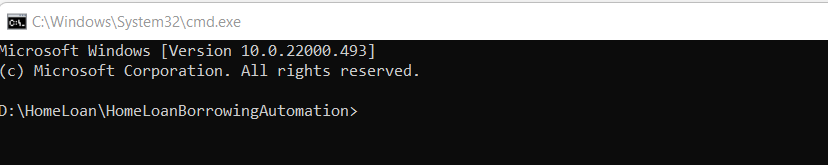 C:\Windows\System32\cmd.exe
Microsoft Windows [Version 10.0.22000.493]
(c) Microsoft Corporation. All rights reserved.
D:\HomeLoan\HomeLoanBorrowingAutomation>